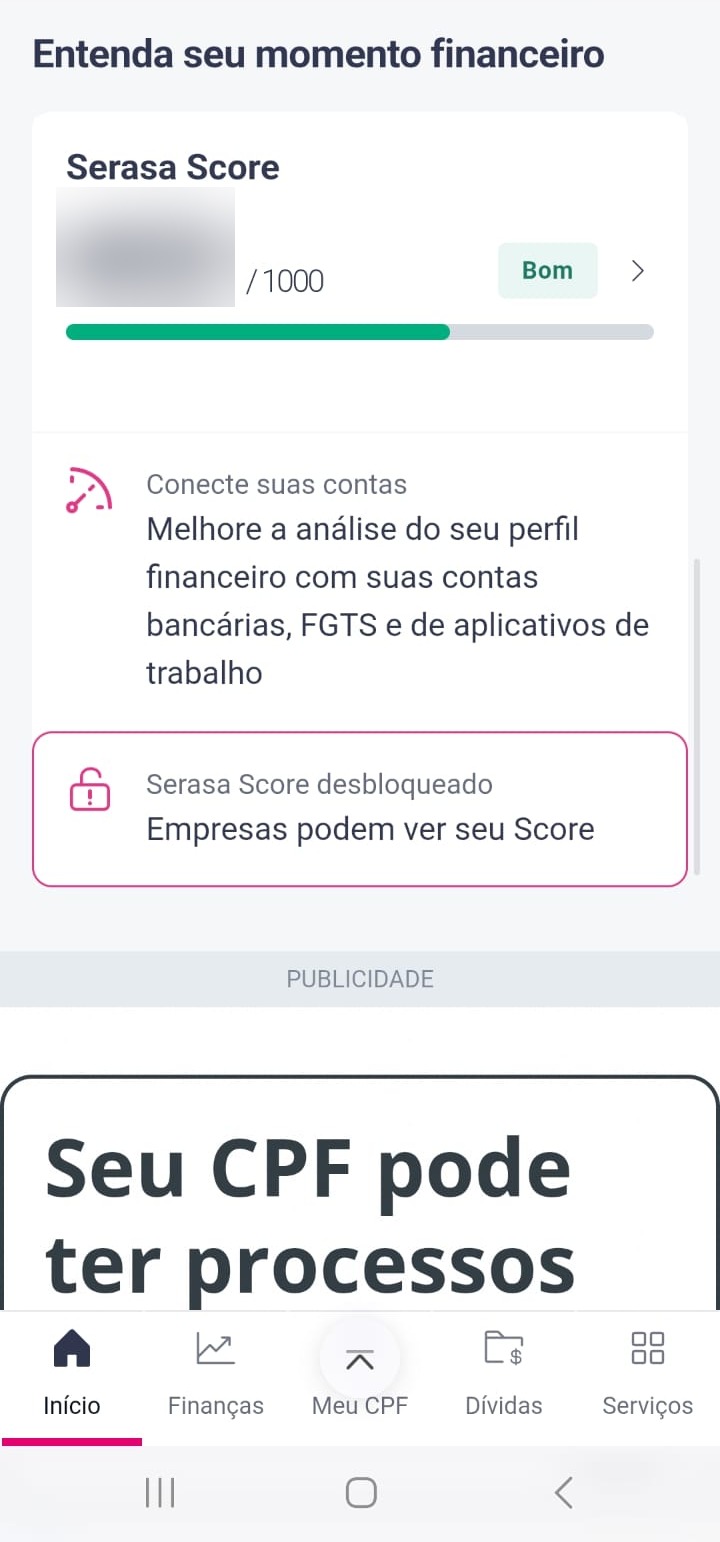 Entenda seu momento financeiro
Serasa Score
/ 1000
Bom
Conecte suas contas
Melhore a análise do seu perfil
financeiro com suas contas
bancárias, FGTS e de aplicativos de
trabalho
Serasa Score desbloqueado
Empresas podem ver seu Score
PUBLICIDADE
Seu CPF pode
ter processos
Início
Finanças
Meu CPF
Dívidas
Serviços